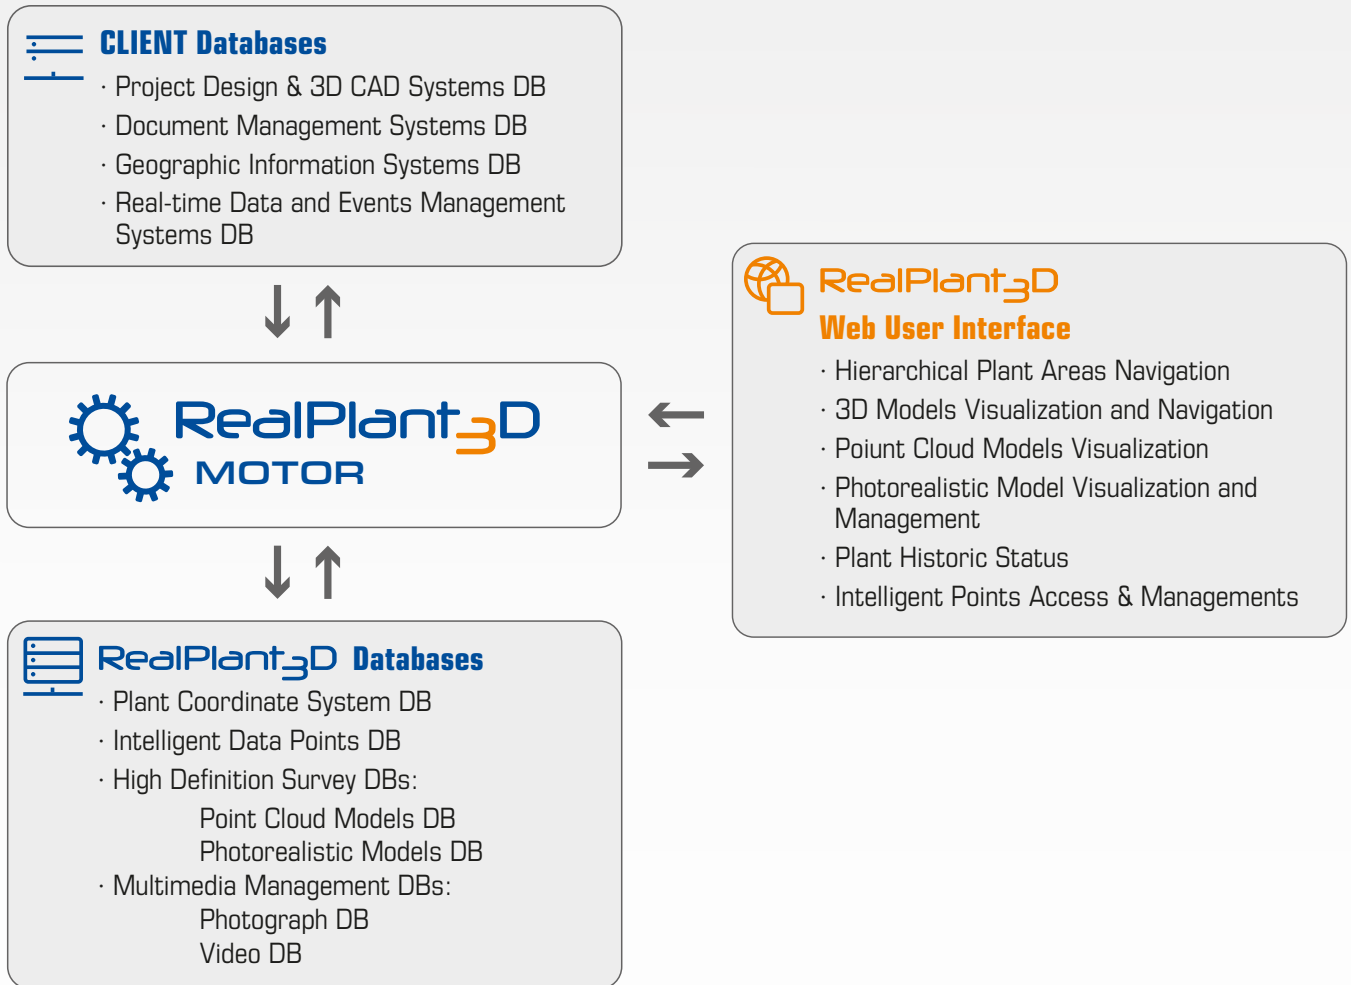 CLIENT Databases
· Project Design & 3D CAD Systems DB
· Document Management Systems DB
· Geographic Information Systems DB
· Real-time Data and Events Management
Systems DB
RealPlant3D
MOTOR
RealPlant3D Databases
· Plant Coordinate System DB
· Intelligent Data Points DB
· High Definition Survey DBs:
Point Cloud Models DB
Photorealistic Models DB
· Multimedia Management DBs:
Photograph DB
Video DB
RealPlant3D
Web User Interface
· Hierarchical Plant Areas Navigation
· 3D Models Visualization and Navigation
· Poiunt Cloud Models Visualization
· Photorealistic Model Visualization and
Management
· Plant Historic Status
· Intelligent Points Access & Managements